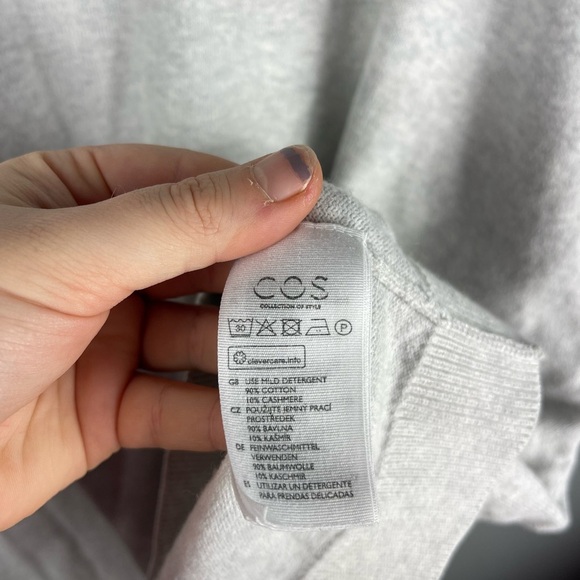 COS
COLLECTION OF STYLE
30 P
clevercare.info
GB USE MILD DETERGENT
90% COTTON
10% CASHMERE
CZ POUŽIJTE JEMNÝ PRACÍ
PROSTŘEDEK
90% BAVLNA
10% KAŠMÍR
DE FEINWASCHMITTEL
VERWENDEN
90% BAUMWOLLE
10% KASCHMIR
ES UTILIZAR UN DETERGENTE
PARA PRENDAS DELICADAS